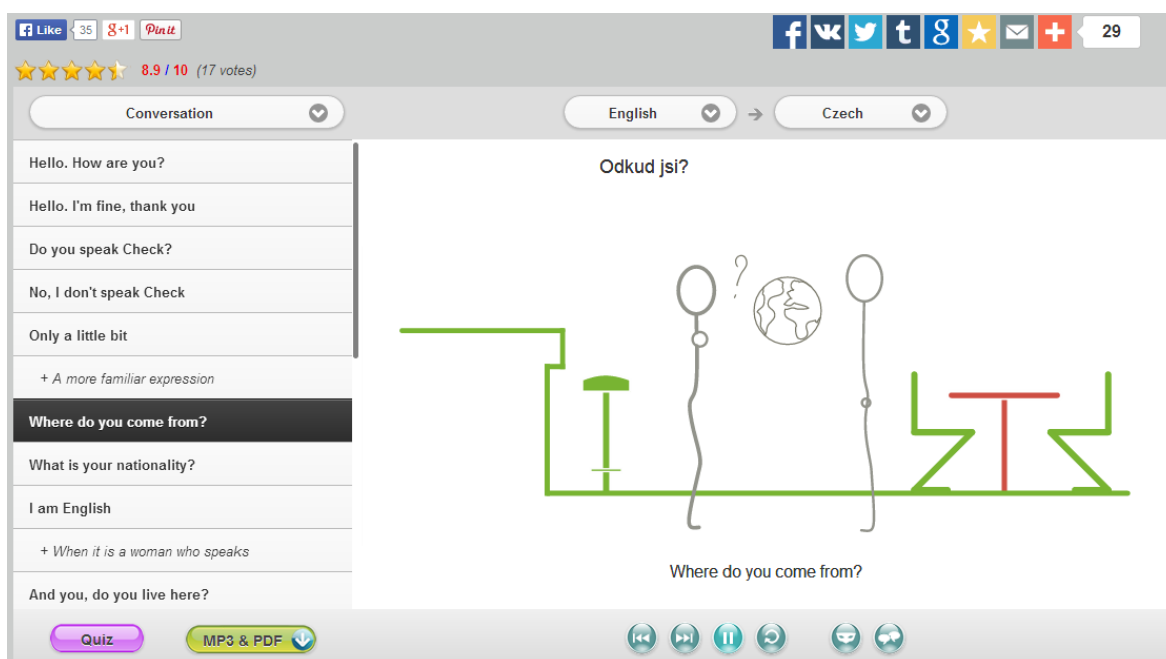 Like 35 g+1 Pin it
f t g 29
8.9 / 10 (17 votes)
Conversation
English → Czech
Hello. How are you?
Hello. I'm fine, thank you
Do you speak Check?
No, I don't speak Check
Only a little bit
+ A more familiar expression
Where do you come from?
What is your nationality?
I am English
+ When it is a woman who speaks
And you, do you live here?
Odkud jsi?
?
Where do you come from?
Quiz
MP3 & PDF